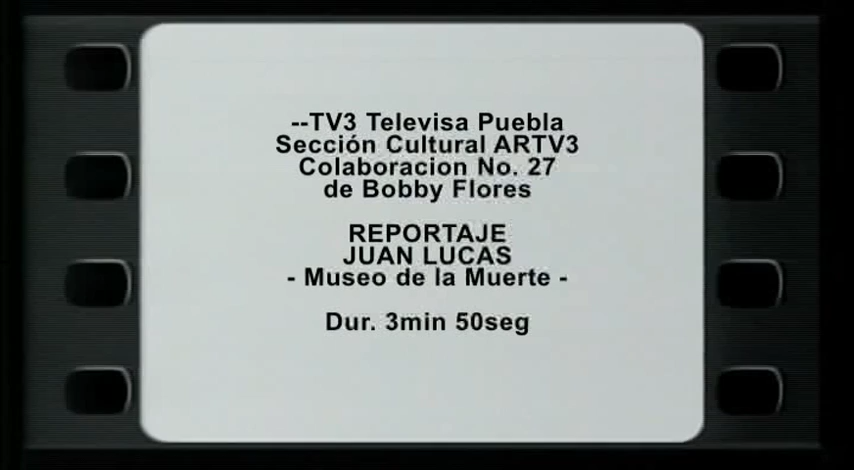 --TV3 Televisa Puebla
Sección Cultural ARTV3
Colaboracion No. 27
de Bobby Flores
REPORTAJE
JUAN LUCAS
- Museo de la Muerte -
Dur. 3min 50seg